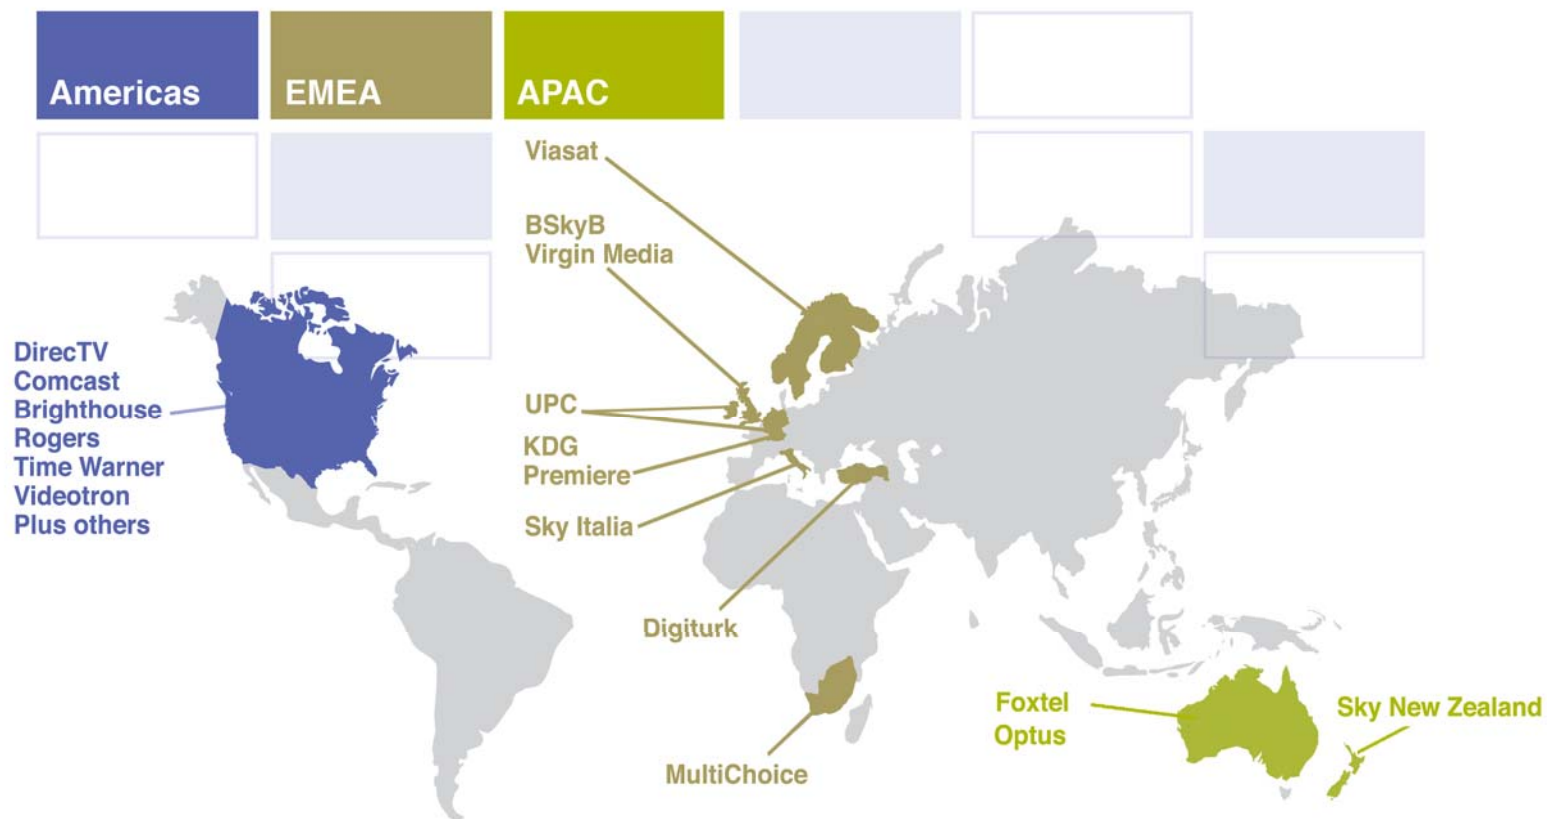 Americas
EMEA
APAC
Viasat
BSkyB
Virgin Media
DirecTV
Comcast
Brighthouse
Rogers
Time Warner
Videotron
Plus others
UPC
KDG
Premiere
Sky Italia
Digiturk
MultiChoice
Foxtel
Optus
Sky New Zealand